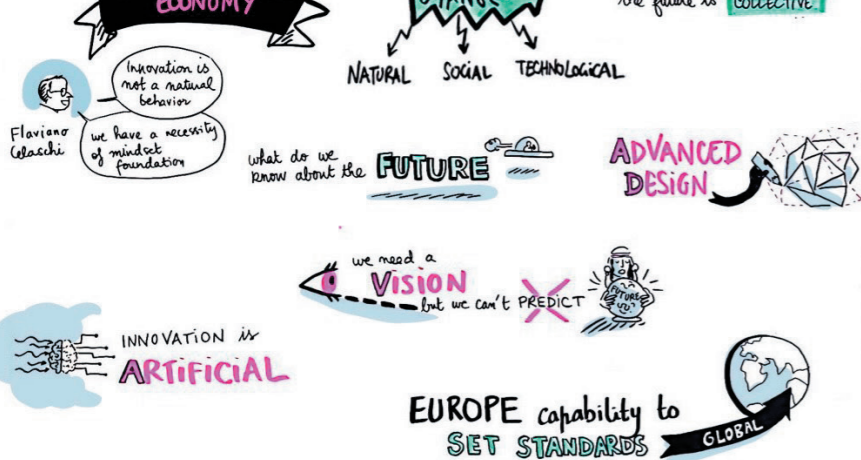 ECONOMY
CHANGE
the future is COLLECTIVE
NATURAL SOCIAL TECHNOLOGICAL
Innovation is
not a natural
behavior
Flaviano
Celaschi
we have a necessity
of mindset
foundation
what do we
know about the FUTURE
ADVANCED
DESIGN
we need a
VISION
but we can't PREDICT
FUTURE
INNOVATION is
ARTiFiCiAL
EUROPE capability to
SET STANDARDS
GLOBAL